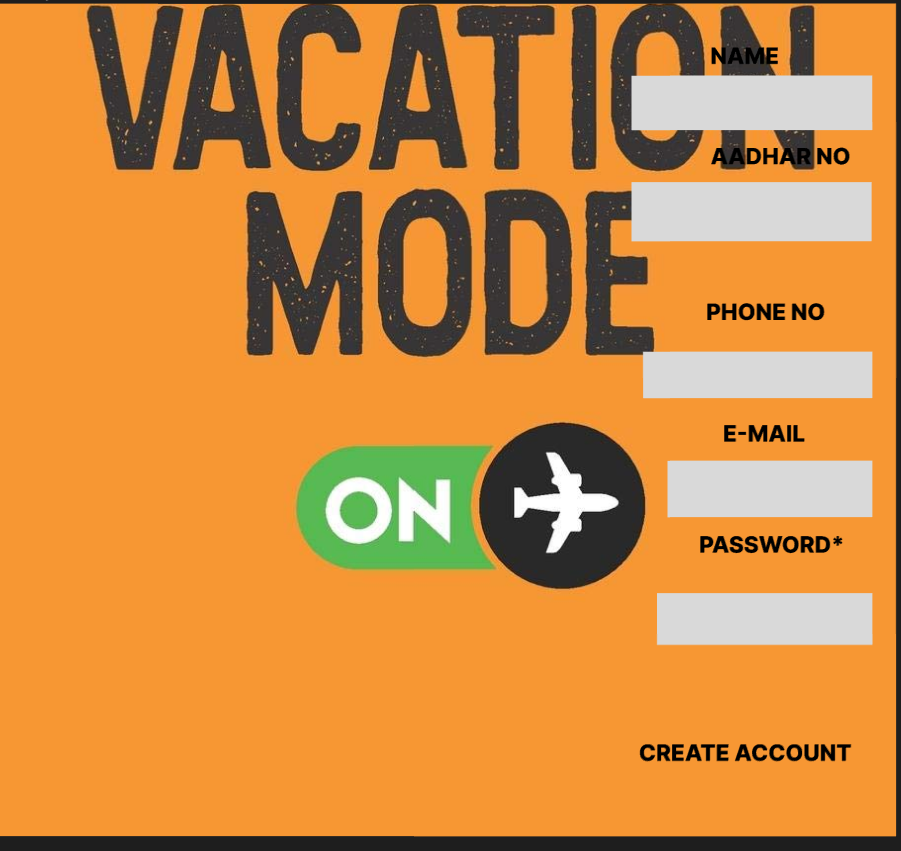 VACATION
MODE
ON
NAME
AADHAR NO
PHONE NO
E-MAIL
PASSWORD*
CREATE ACCOUNT